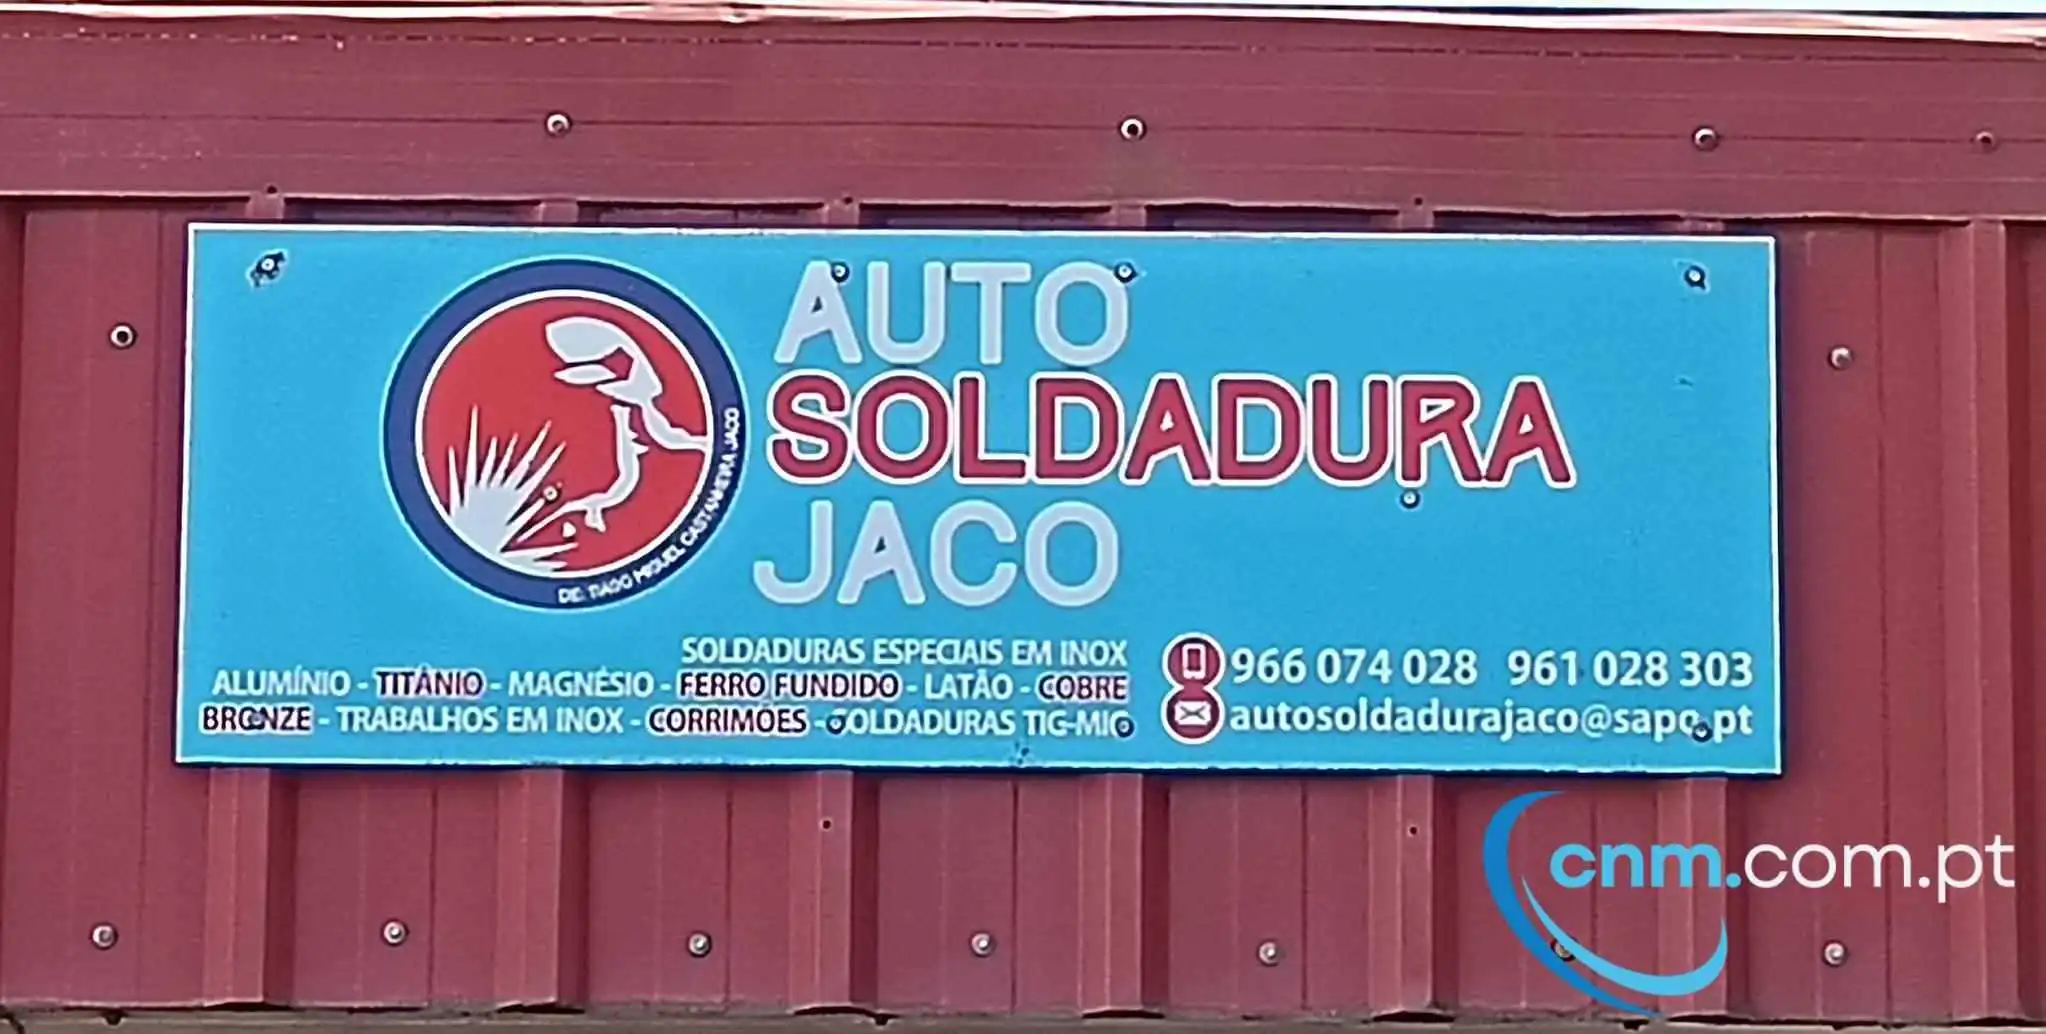 AUTO
SOLDADURA
JACO
DE: TIAGO MIGUEL CASTANHEIRA JACO
SOLDADURAS ESPECIAIS EM INOX
ALUMÍNIO - TITÂNIO - MAGNÉSIO - FERRO FUNDIDO - LATÃO - COBRE
BRONZE - TRABALHOS EM INOX - CORRIMÕES - SOLDADURAS TIG-MIG
966 074 028 961 028 303
autosoldadurajaco@sapo.pt
cnm.com.pt